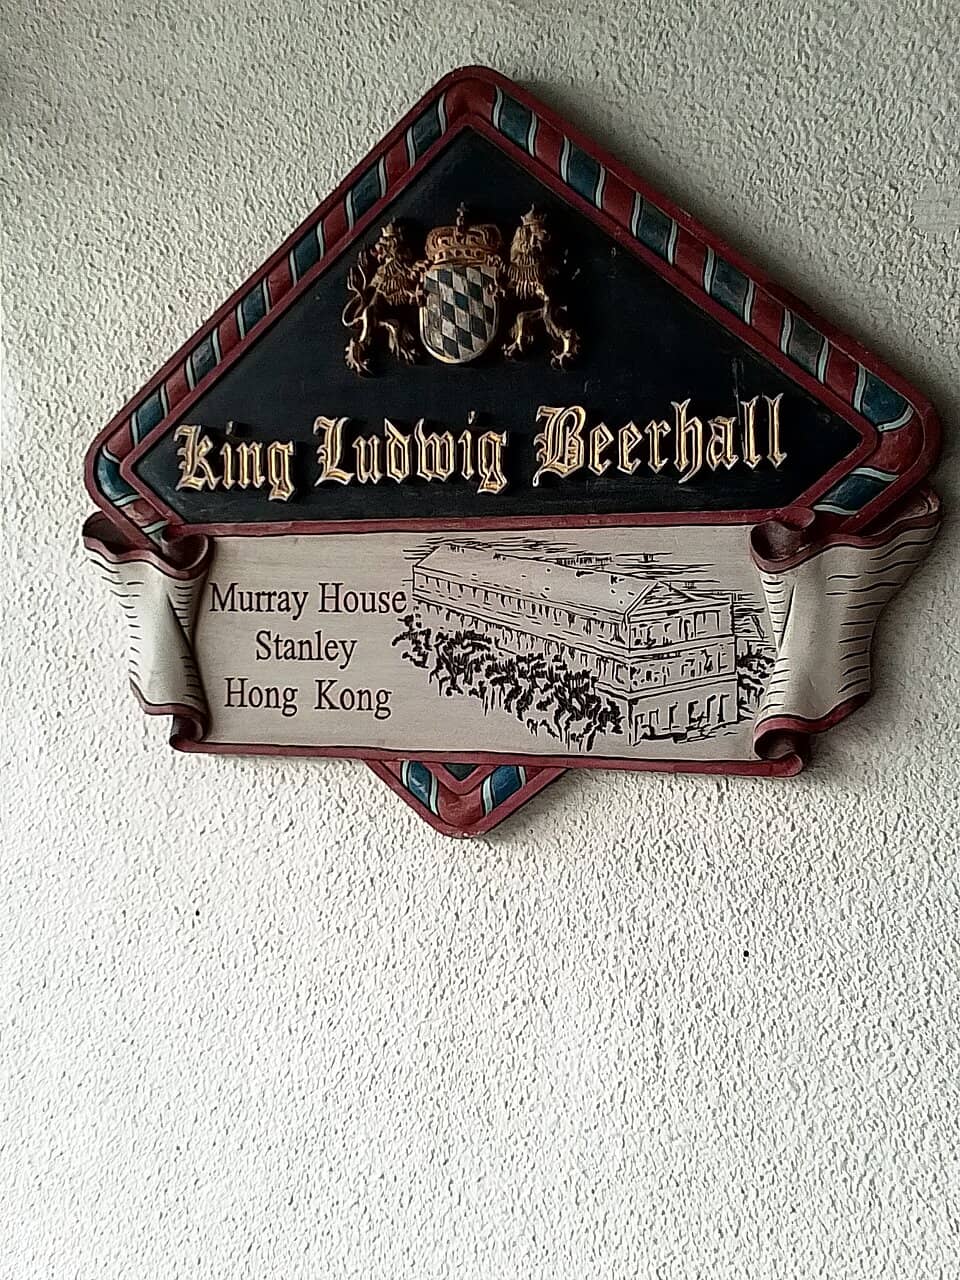 King Ludwig Beerhall
Murray House
Stanley
Hong Kong